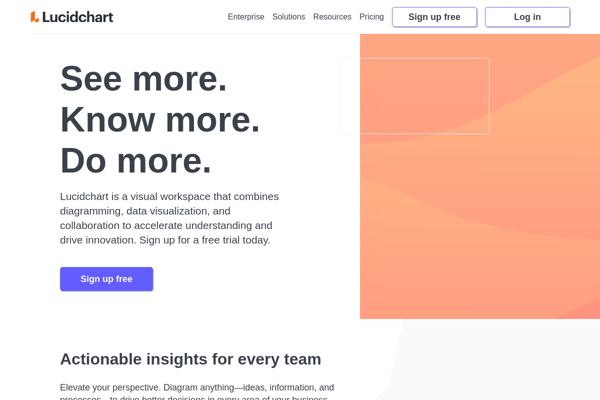 Lucidchart
Enterprise Solutions Resources Pricing Sign up free Log in
See more.
Know more.
Do more.
Lucidchart is a visual workspace that combines
diagramming, data visualization, and
collaboration to accelerate understanding and
drive innovation. Sign up for a free trial today.
Sign up free
Actionable insights for every team
Elevate your perspective. Diagram anything—ideas, information, and
processes—to drive better decisions in every area of your business.